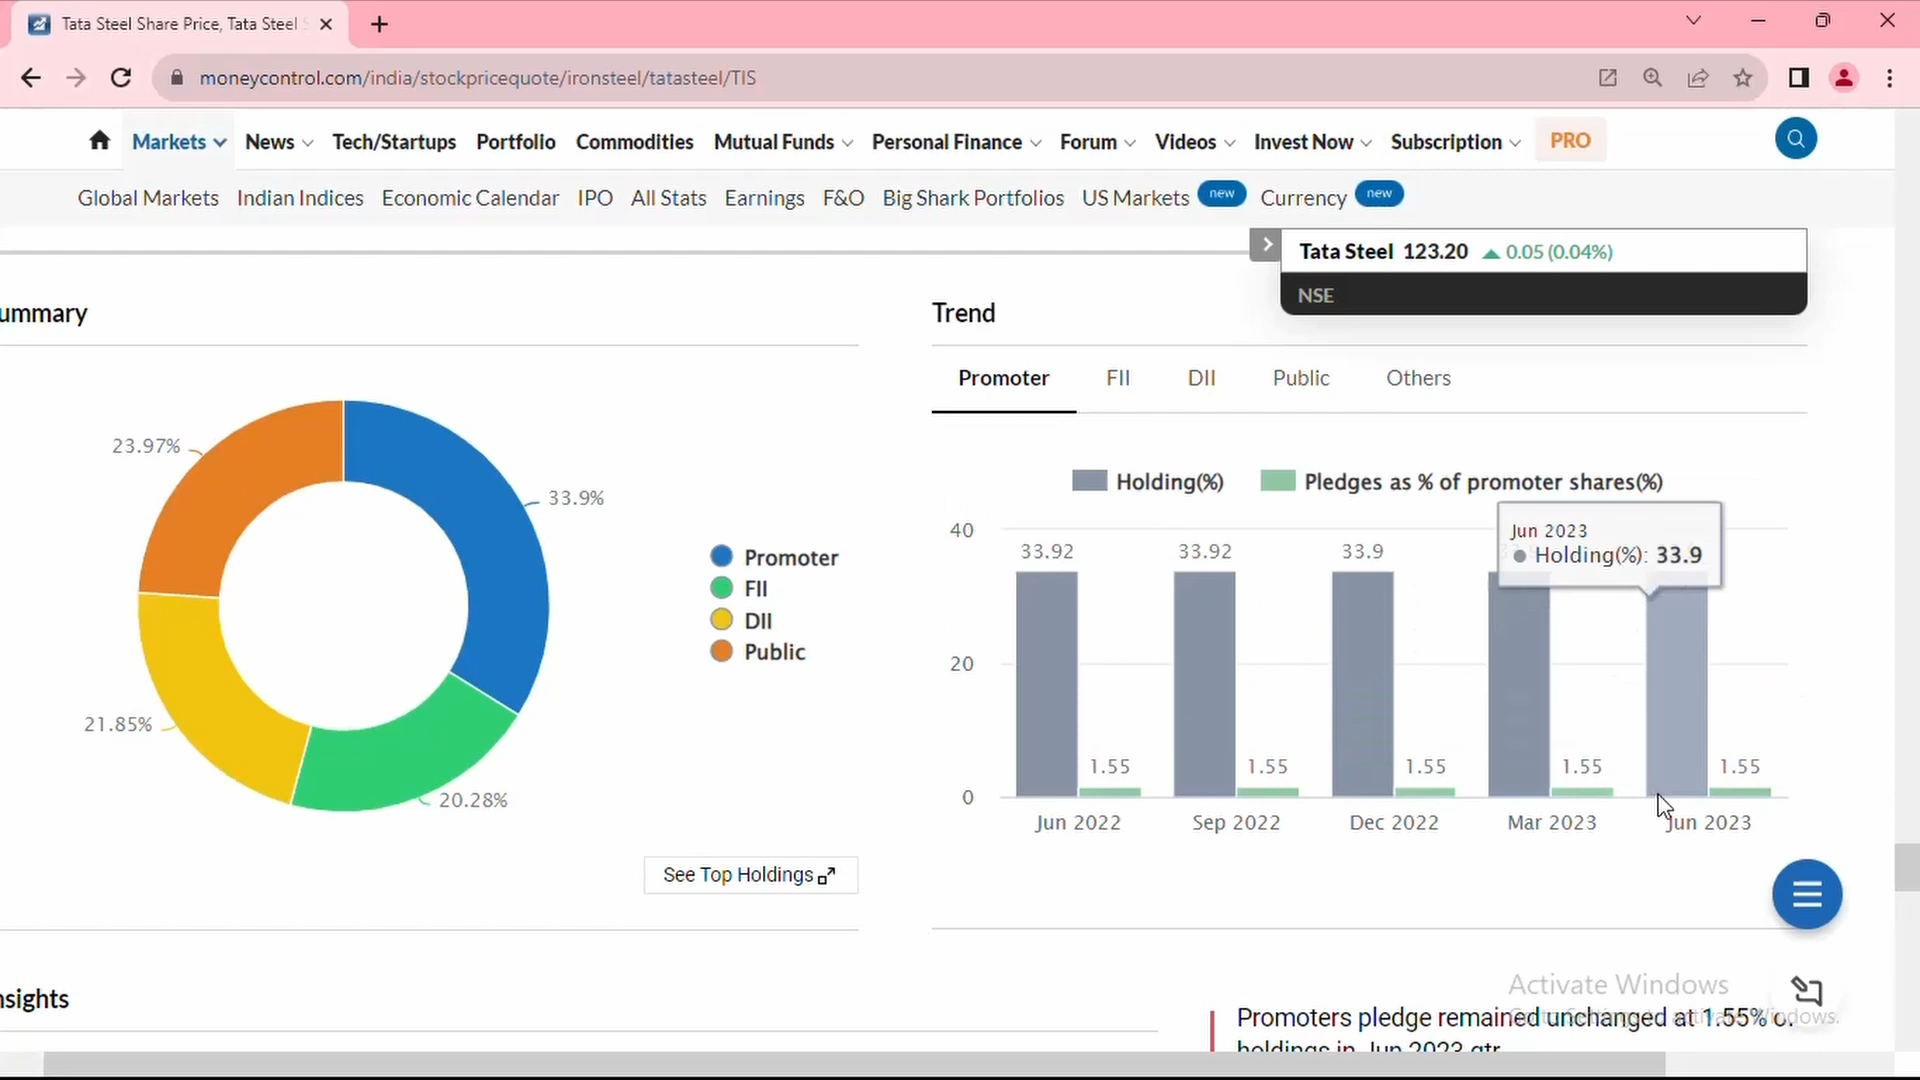 Tata Steel Share Price, Tata Steel
moneycontrol.com/india/stockpricequote/ironsteel/tatasteel/TIS
Markets News Tech/Startups Portfolio Commodities Mutual Funds Personal Finance Forum Videos Invest Now Subscription PRO
Global Markets Indian Indices Economic Calendar IPO All Stats Earnings F&O Big Shark Portfolios US Markets new Currency new
Tata Steel 123.20 0.05 (0.04%)
NSE
ummary
23.97%
33.9%
21.85%
20.28%
Promoter
FII
DII
Public
See Top Holdings
Trend
Promoter FII DII Public Others
Holding(%) Pledges as % of promoter shares(%)
Jun 2023
Holding(%): 33.9
40
20
0
33.92 33.92 33.9
1.55 1.55 1.55 1.55 1.55
Jun 2022 Sep 2022 Dec 2022 Mar 2023 Jun 2023
nsights
Activate Windows
Promoters pledge remained unchanged at 1.55% o
holdings in Jun 2023 qtr